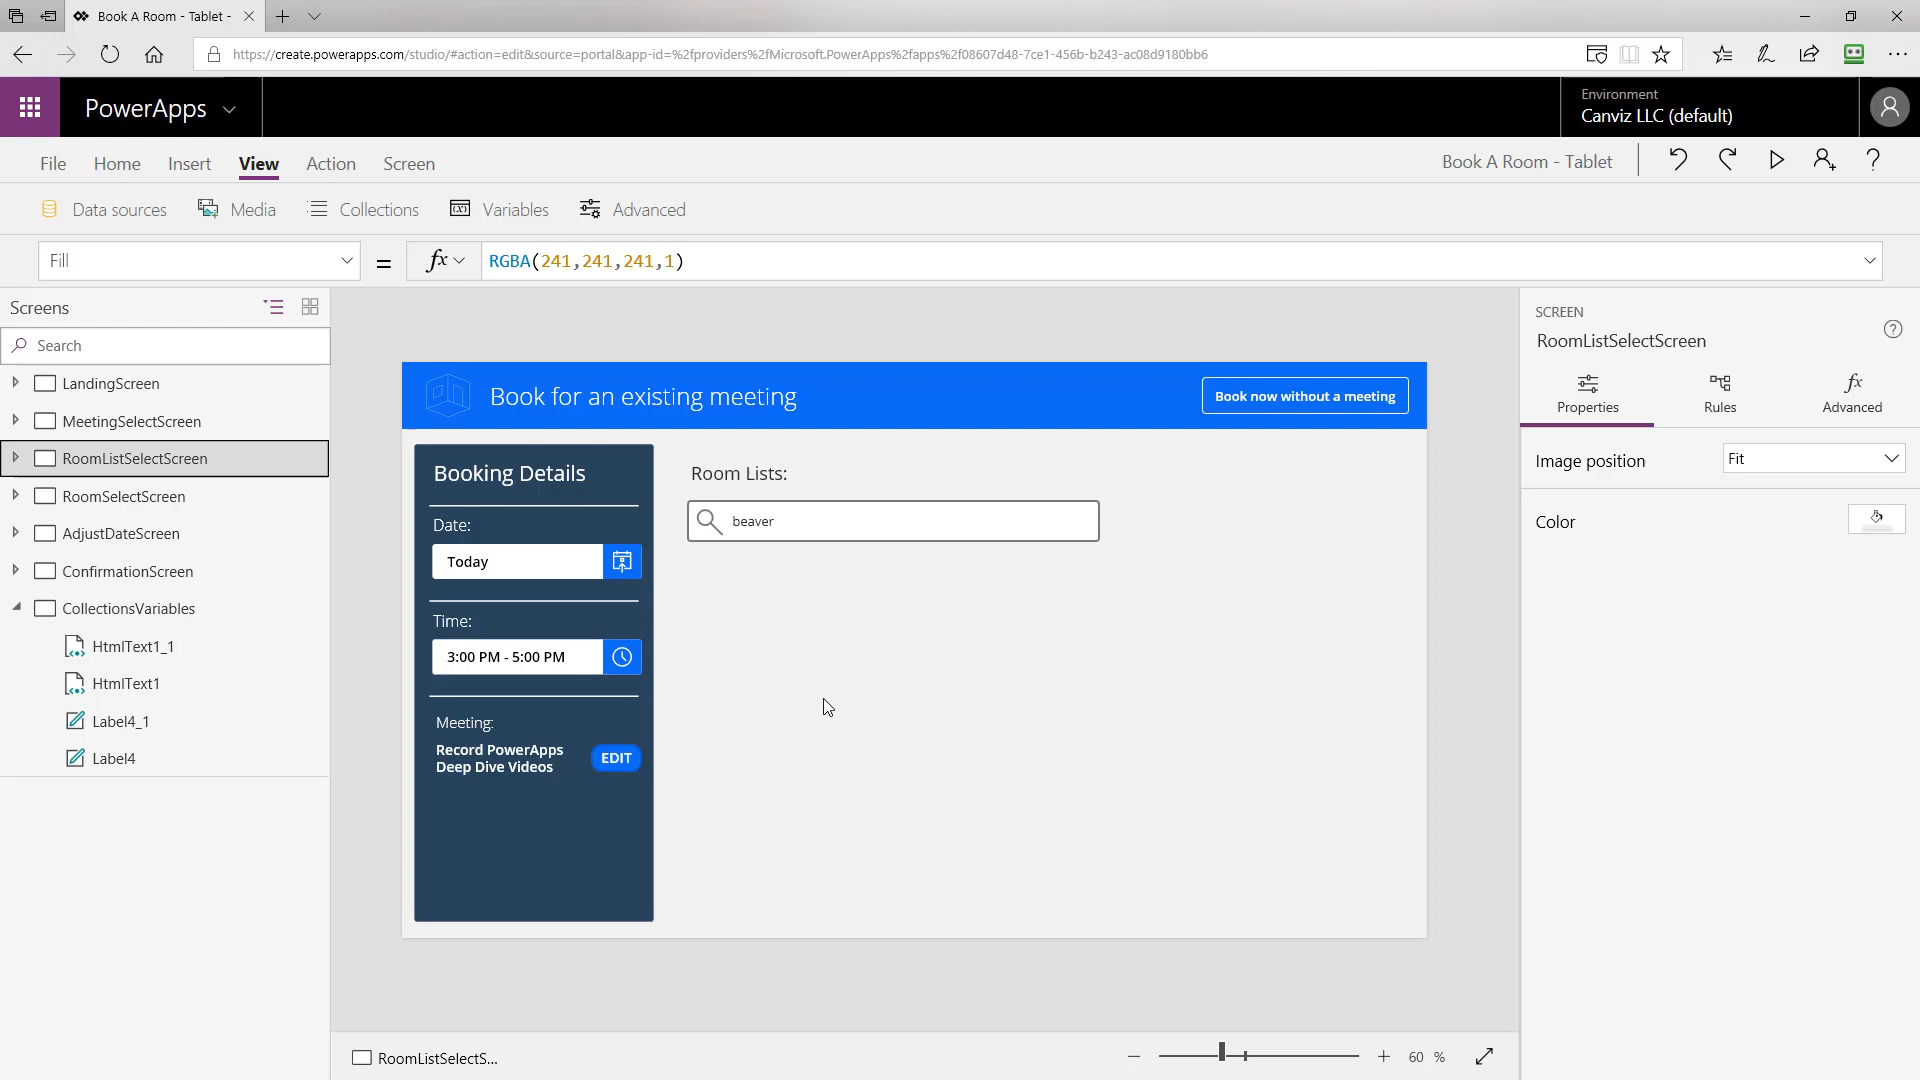 Book A Room - Tablet -
https://create.powerapps.com/studio/#action=edit&source=portal&app-id=%2fproviders%2fMicrosoft.PowerApps%2fapps%2f08607d48-7ce1-456b-b243-ac08d9180bb6
PowerApps
Environment
Canviz LLC (default)
File Home Insert View Action Screen
Book A Room - Tablet
Data sources Media Collections Variables Advanced
Fill = fx RGBA(241,241,241,1)
Screens
Search
LandingScreen
MeetingSelectScreen
RoomListSelectScreen
RoomSelectScreen
AdjustDateScreen
ConfirmationScreen
CollectionsVariables
HtmlText1_1
HtmlText1
Label4_1
Label4
Book for an existing meeting
Book now without a meeting
Booking Details
Date:
Today
Time:
3:00 PM - 5:00 PM
Meeting:
Record PowerApps
Deep Dive Videos
EDIT
Room Lists:
beaver
SCREEN
RoomListSelectScreen
Properties Rules Advanced
Image position Fit
Color
RoomListSelectS...
60 %